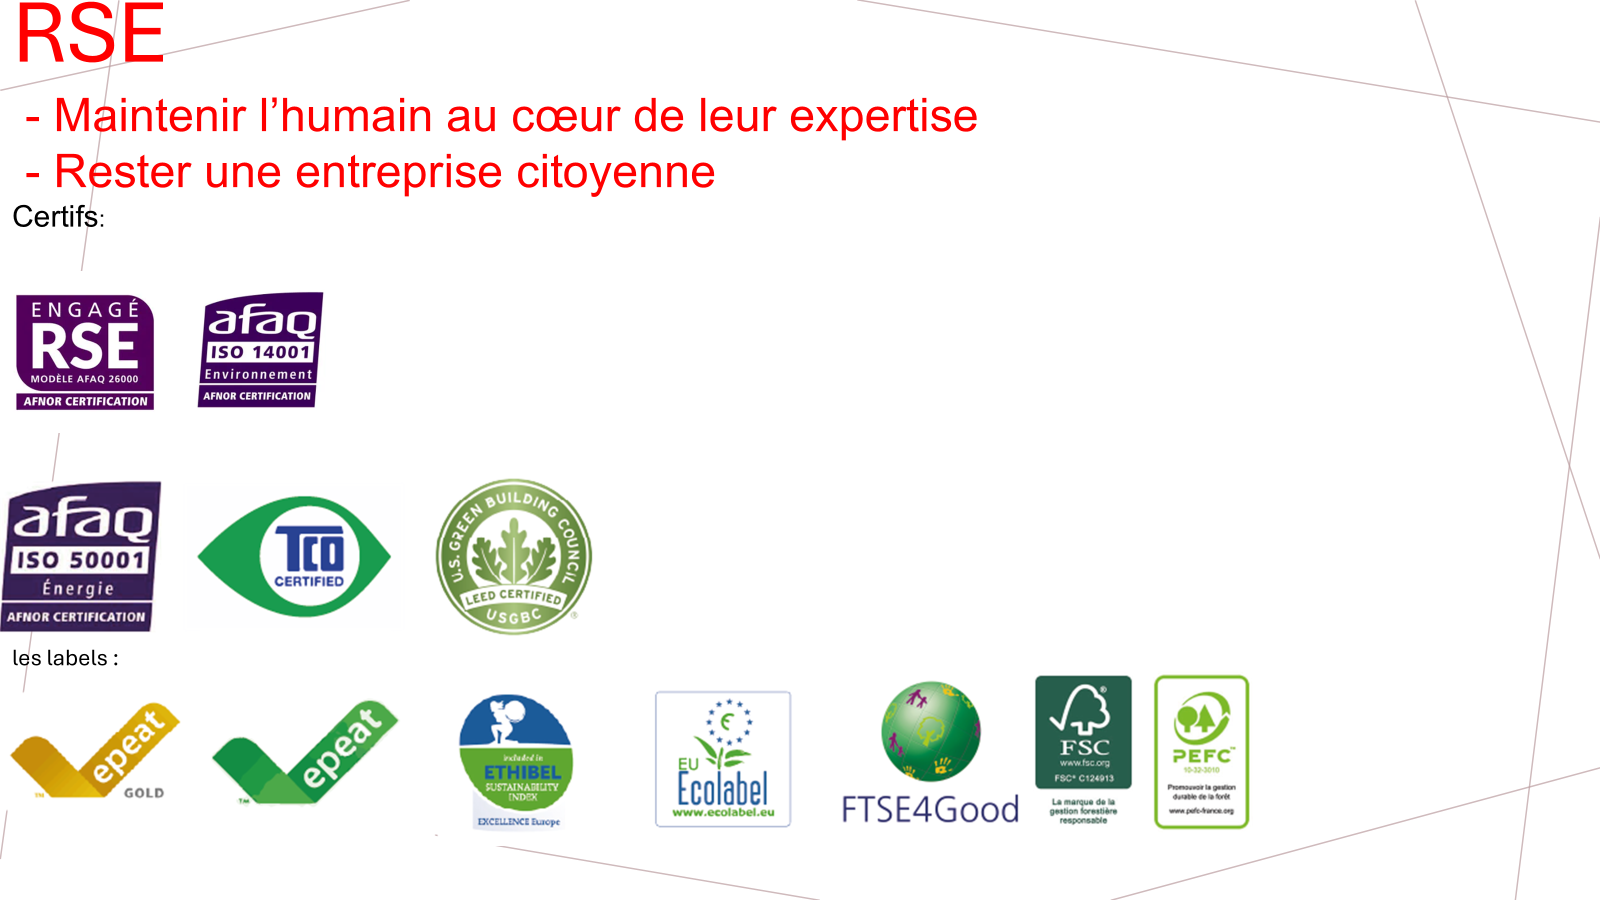 RSE
- Maintenir l’humain au cœur de leur expertise
- Rester une entreprise citoyenne
Certifs:
ENGAGÉ
RSE
MODÈLE AFAQ 26000
AFNOR CERTIFICATION
afaq
ISO 14001
Environnement
AFNOR CERTIFICATION
afaq
ISO 50001
Énergie
AFNOR CERTIFICATION
TCO
CERTIFIED
U.S. GREEN BUILDING COUNCIL
LEED CERTIFIED
USGBC
®
les labels :
epeat
™
GOLD
epeat
™
included in
ETHIBEL
SUSTAINABILITY
INDEX
EXCELLENCE Europe
€
EU
Ecolabel
www.ecolabel.eu
FTSE4Good
®
FSC
www.fsc.org
FSC® C124913
La marque de la
gestion forestière
responsable
PEFC™
10-32-3010
Promouvoir la gestion
durable de la forêt
www.pefc-france.org